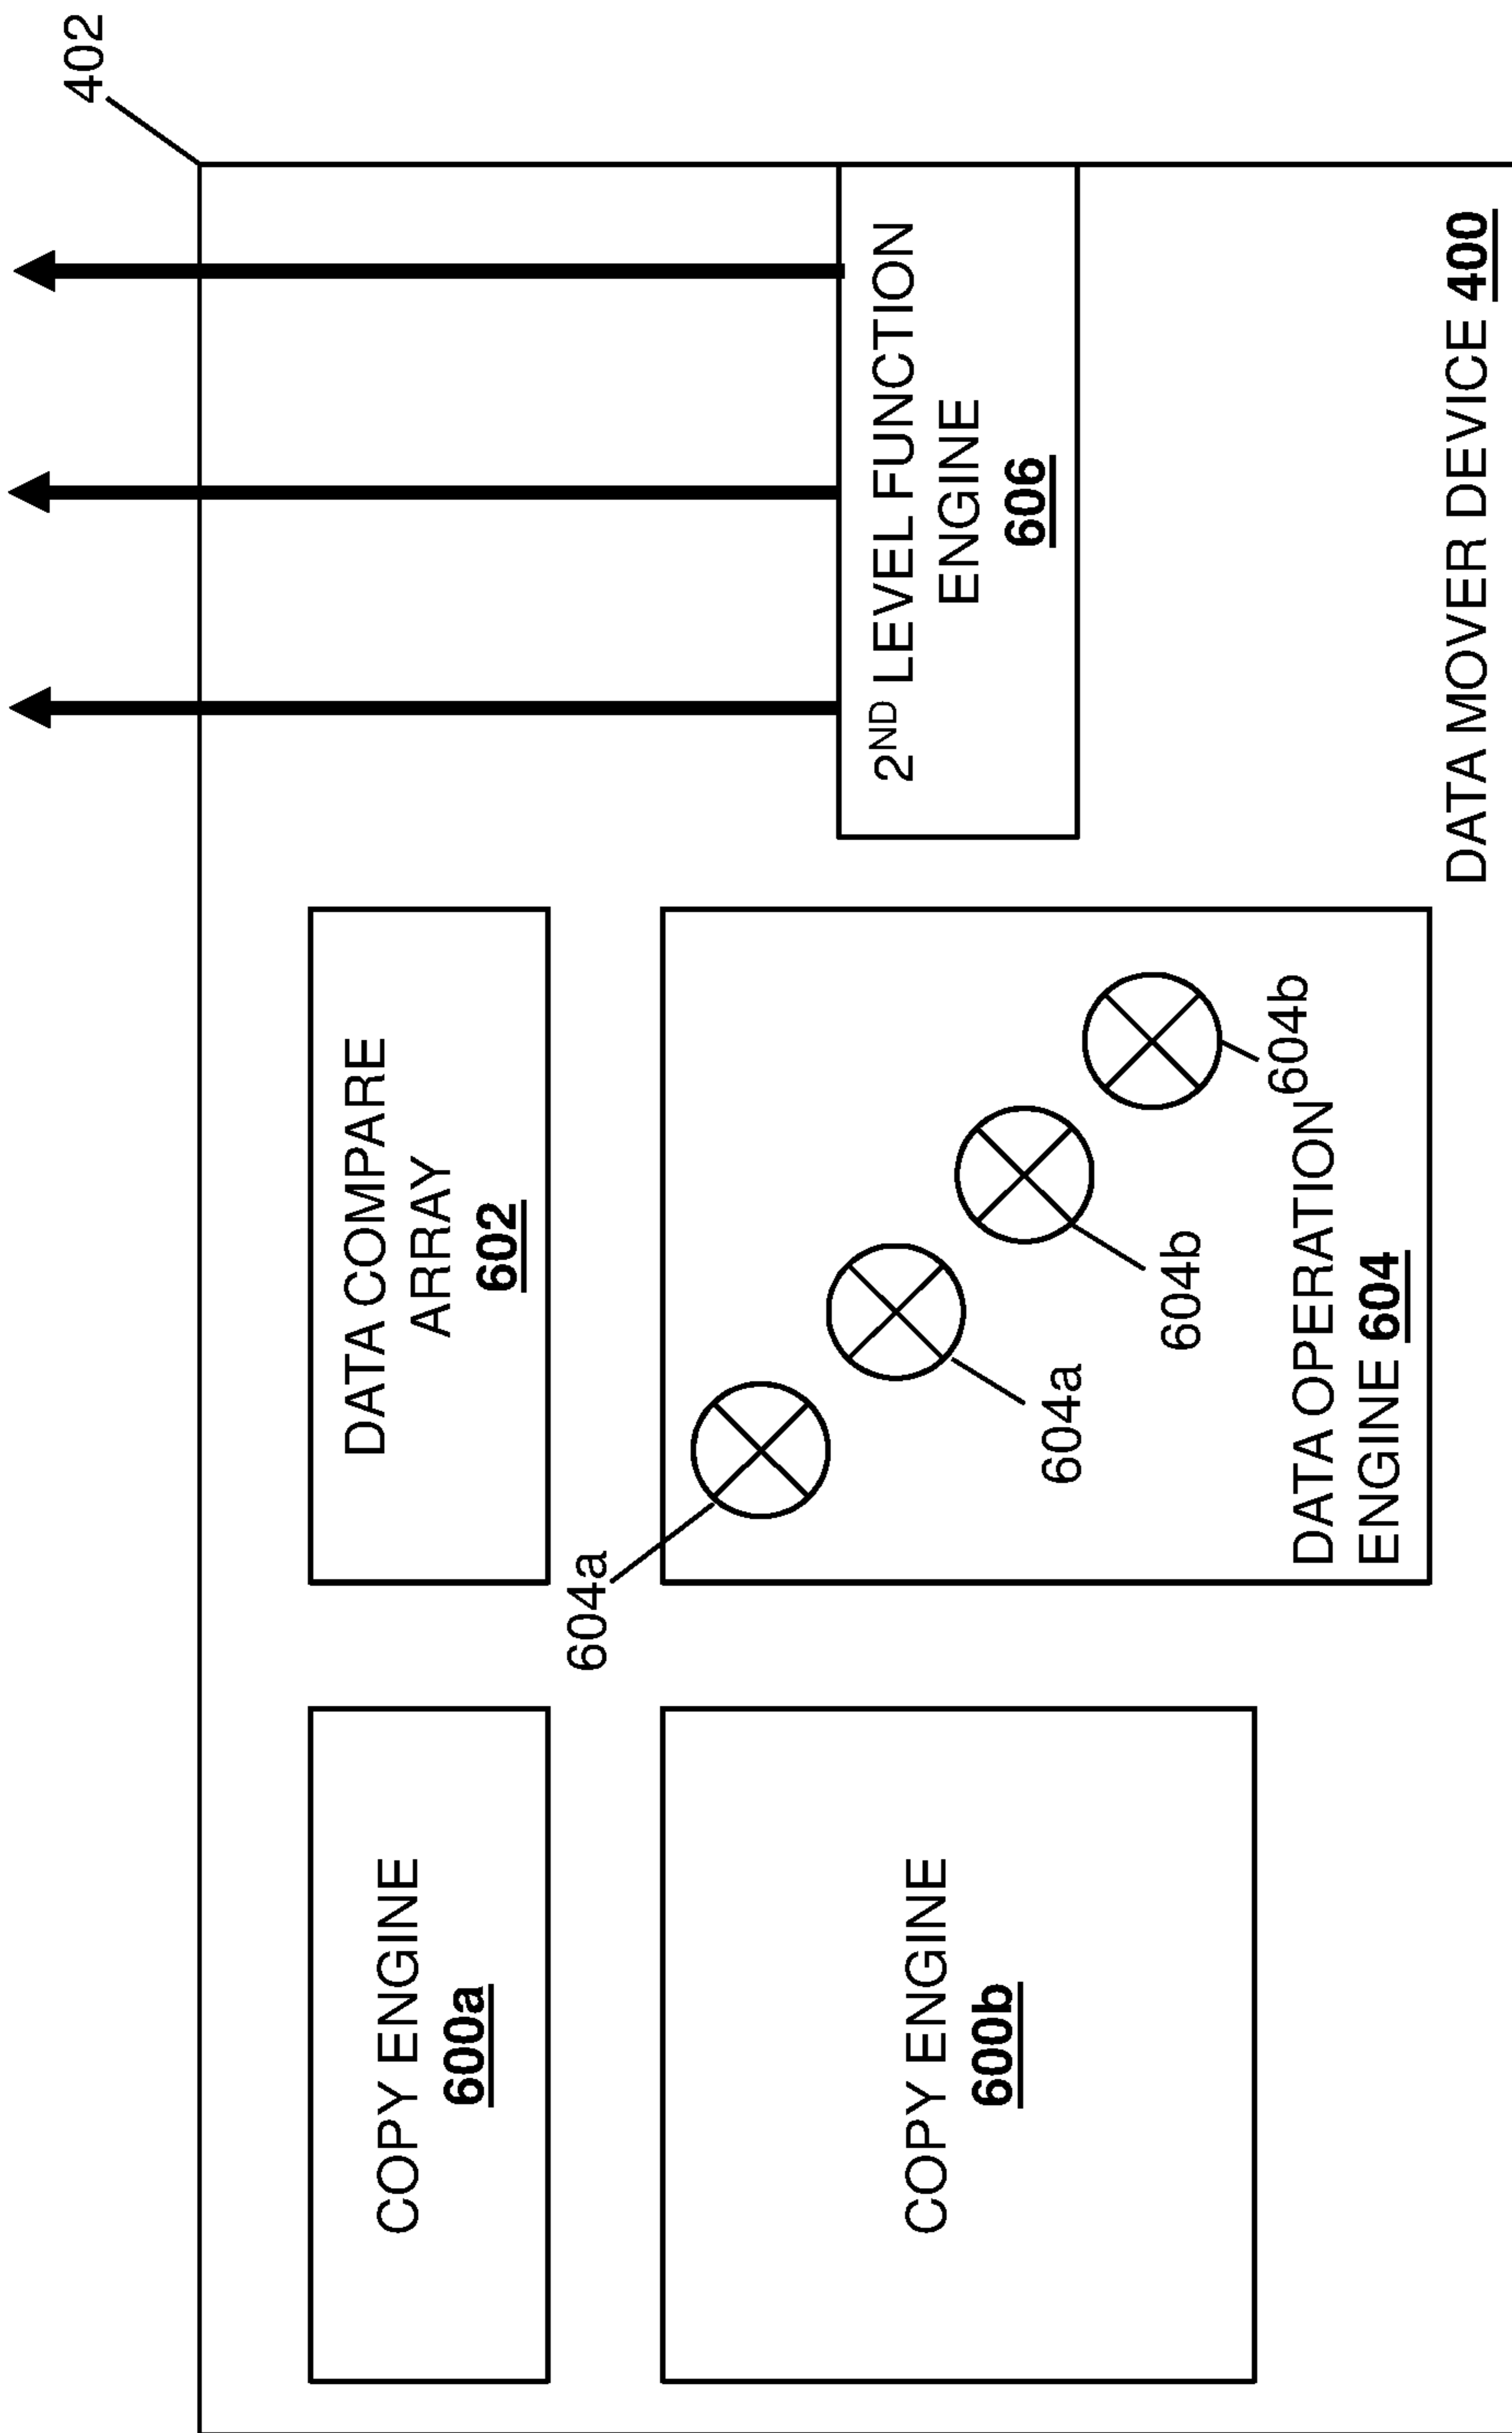 402
COPY ENGINE
600a
DATA COMPARE
ARRAY
602
604a
604a
604b
604b
DATA OPERATION
ENGINE 604
COPY ENGINE
600b
2ND LEVEL FUNCTION
ENGINE
606
DATA MOVER DEVICE 400